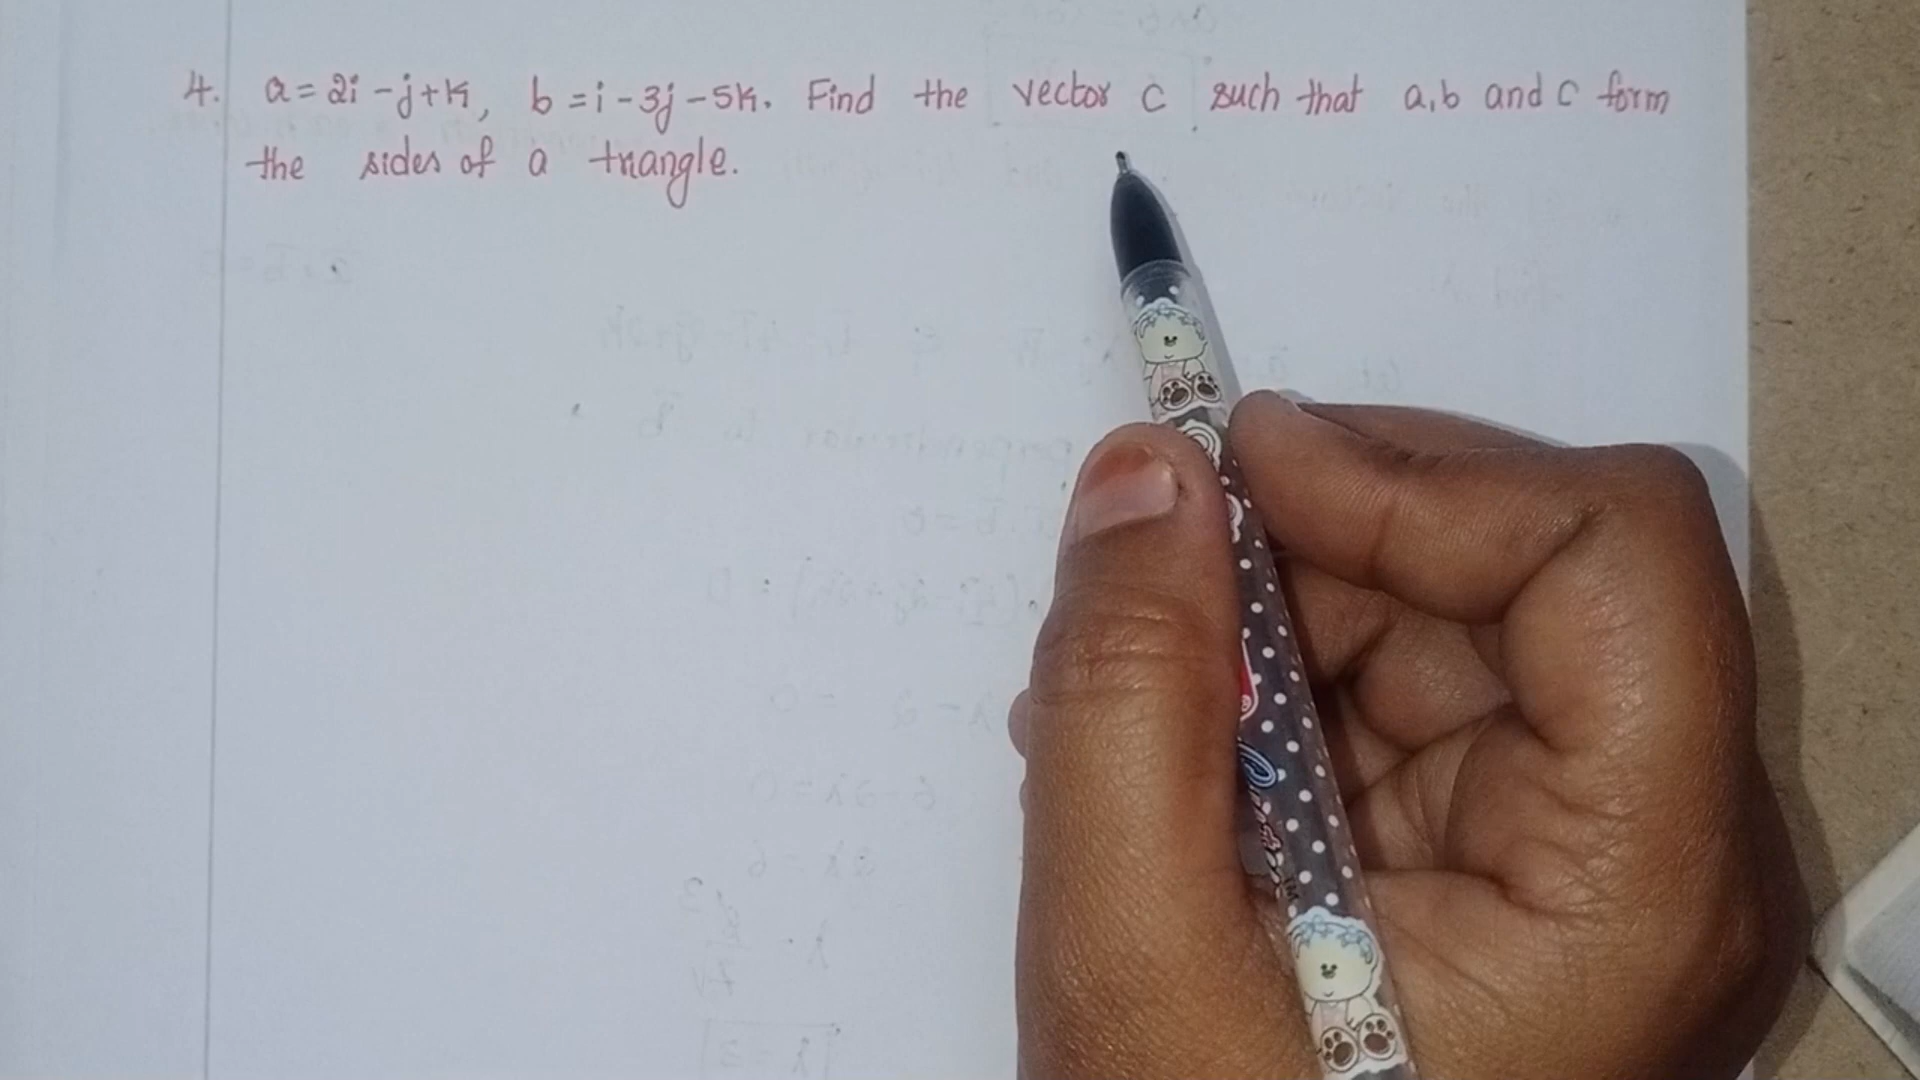 4. a = 2i - j + k, b = i - 3j - 5k. Find the vector c such that a, b and c form
the sides of a triangle.